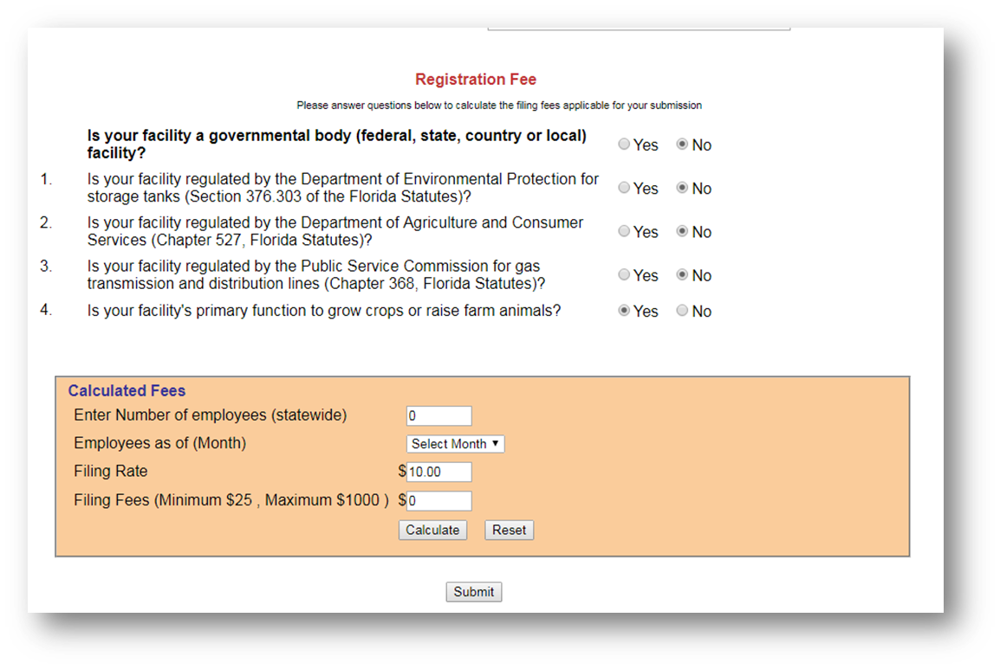 Registration Fee
Please answer questions below to calculate the filing fees applicable for your submission
Is your facility a governmental body (federal, state, country or local)
facility?
Yes No
1. Is your facility regulated by the Department of Environmental Protection for
storage tanks (Section 376.303 of the Florida Statutes)?
Yes No
2. Is your facility regulated by the Department of Agriculture and Consumer
Services (Chapter 527, Florida Statutes)?
Yes No
3. Is your facility regulated by the Public Service Commission for gas
transmission and distribution lines (Chapter 368, Florida Statutes)?
Yes No
4. Is your facility's primary function to grow crops or raise farm animals? Yes No
Calculated Fees
Enter Number of employees (statewide) 0
Employees as of (Month) Select Month
Filing Rate $10.00
Filing Fees (Minimum $25 , Maximum $1000 ) $0
Calculate Reset
Submit